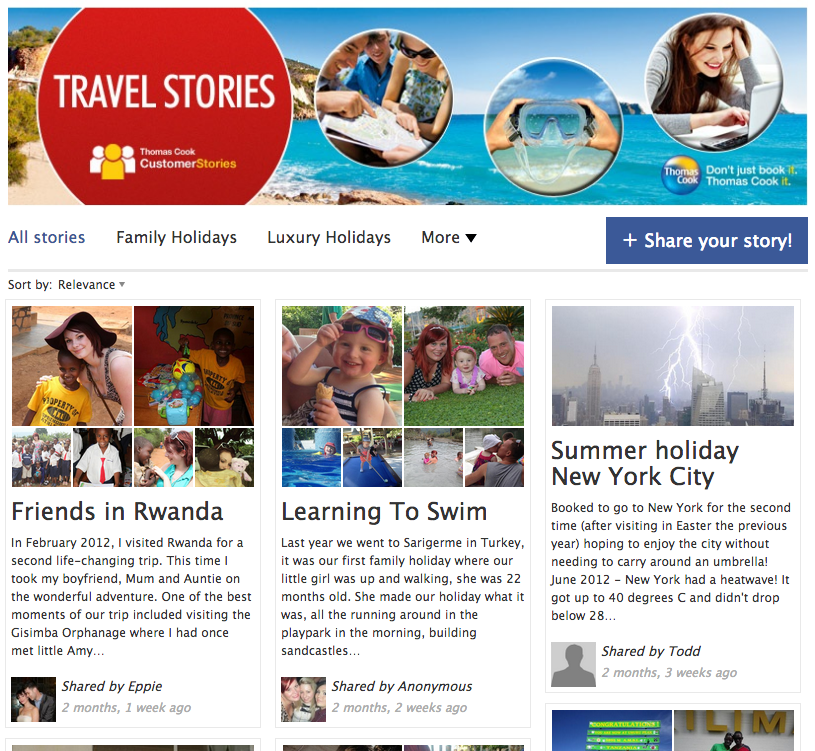 TRAVEL STORIES
Thomas Cook
CustomerStories
Thomas
Cook
Don't just book it.
Thomas Cook it.
All stories
Family Holidays
Luxury Holidays
More
+ Share your story!
Sort by: Relevance
PROPERTY OF
Friends in Rwanda
In February 2012, I visited Rwanda for a
second life-changing trip. This time I
took my boyfriend, Mum and Auntie on
the wonderful adventure. One of the best
moments of our trip included visiting the
Gisimba Orphanage where I had once
met little Amy...
Shared by Eppie
2 months, 1 week ago
Learning To Swim
Last year we went to Sarigerme in Turkey,
it was our first family holiday where our
little girl was up and walking, she was 22
months old. She made our holiday what it
was, all the running around in the
playpark in the morning, building
sandcastles...
Shared by Anonymous
2 months, 2 weeks ago
Summer holiday
New York City
Booked to go to New York for the second
time (after visiting in Easter the previous
year) hoping to enjoy the city without
needing to carry around an umbrella!
June 2012 - New York had a heatwave! It
got up to 40 degrees C and didn't drop
below 28...
Shared by Todd
2 months, 3 weeks ago
CONGRATULATIONS